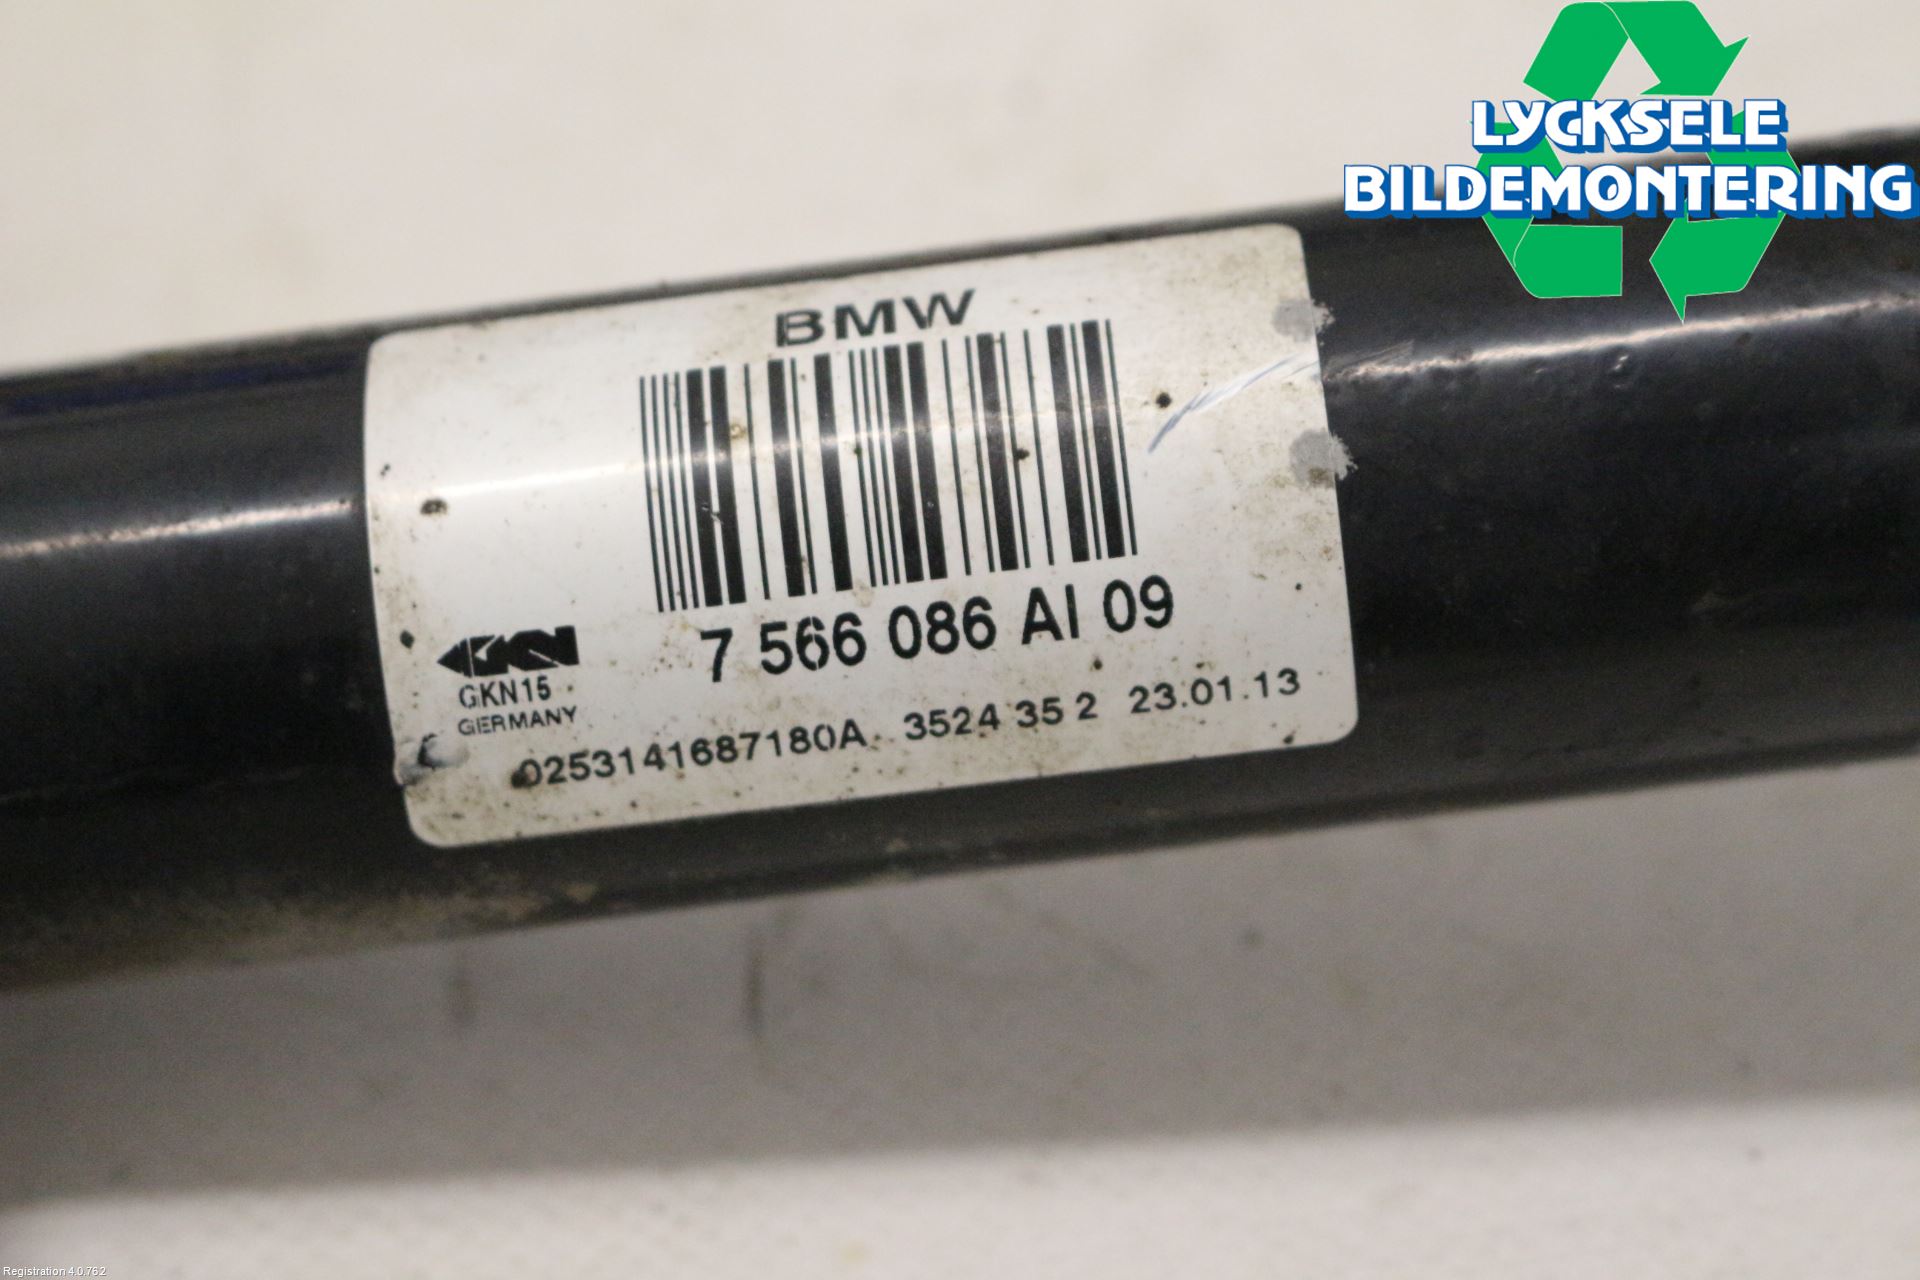 LYCKSELE
BILDEMONTERING
BMW
7 566 086 AI 09
GKN
GKN15
GERMANY
0253141687180A 3524 35 2 23.01.13
Registration 4.0.762